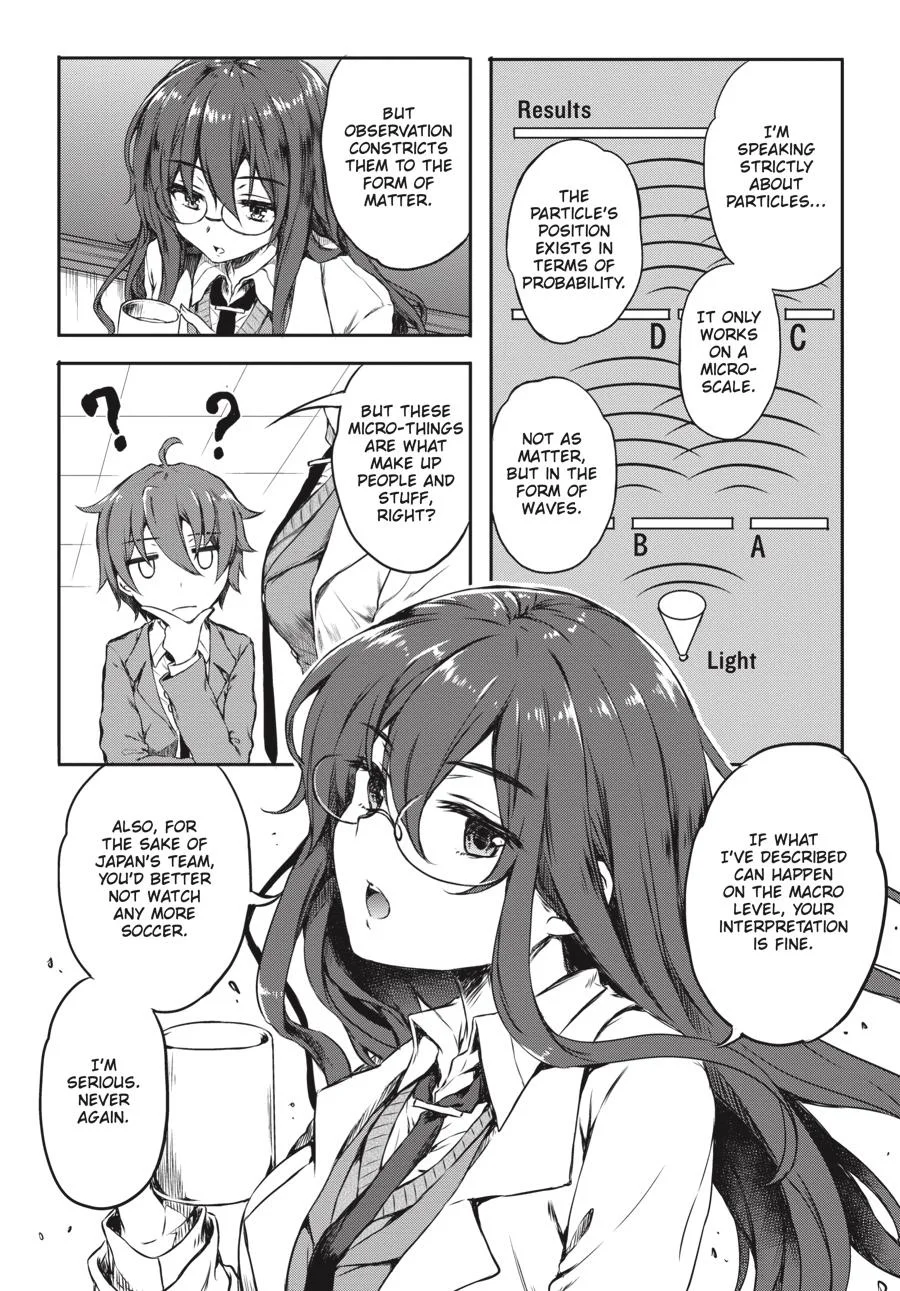 I'M
SPEAKING
STRICTLY
ABOUT
PARTICLES...
IT ONLY
WORKS
ON A
MICRO-
SCALE.
Results
THE
PARTICLE'S
POSITION
EXISTS IN
TERMS OF
PROBABILITY.
D
C
NOT AS
MATTER,
BUT IN THE
FORM OF
WAVES.
B
A
Light
BUT
OBSERVATION
CONSTRICTS
THEM TO THE
FORM OF
MATTER.
? ?
BUT THESE
MICRO-THINGS
ARE WHAT
MAKE UP
PEOPLE AND
STUFF,
RIGHT?
IF WHAT
I'VE DESCRIBED
CAN HAPPEN
ON THE MACRO
LEVEL, YOUR
INTERPRETATION
IS FINE.
ALSO, FOR
THE SAKE OF
JAPAN'S TEAM,
YOU'D BETTER
NOT WATCH
ANY MORE
SOCCER.
I'M
SERIOUS.
NEVER
AGAIN.